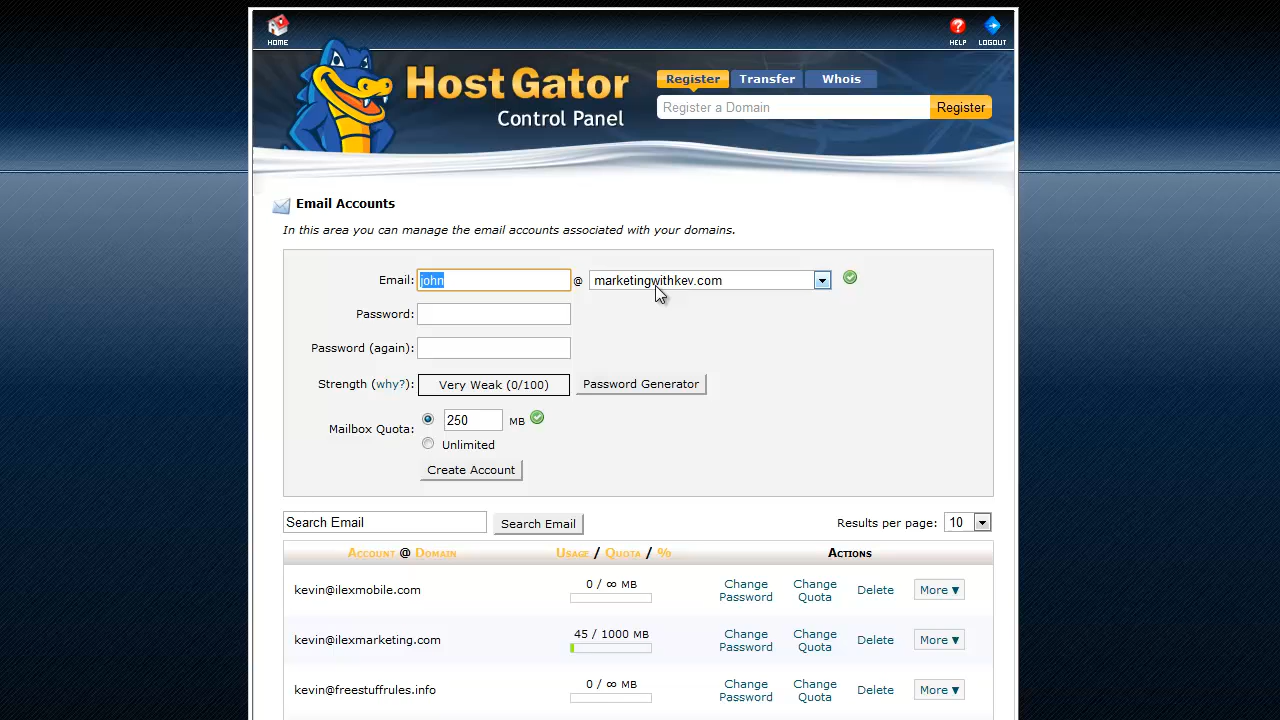 HOME
HELP LOGOUT
HostGator
Control Panel
Register Transfer Whois
Register a Domain Register
Email Accounts
In this area you can manage the email accounts associated with your domains.
Email: john @ marketingwithkev.com
Password:
Password (again):
Strength (why?): Very Weak (0/100) Password Generator
Mailbox Quota: 250 MB
Unlimited
Create Account
Search Email Search Email Results per page: 10
Account @ Domain Usage / Quota / % Actions
kevin@ilexmobile.com 0 / ∞ MB Change Password Change Quota Delete More ▼
kevin@ilexmarketing.com 45 / 1000 MB Change Password Change Quota Delete More ▼
kevin@freestuffrules.info 0 / ∞ MB Change Password Change Quota Delete More ▼